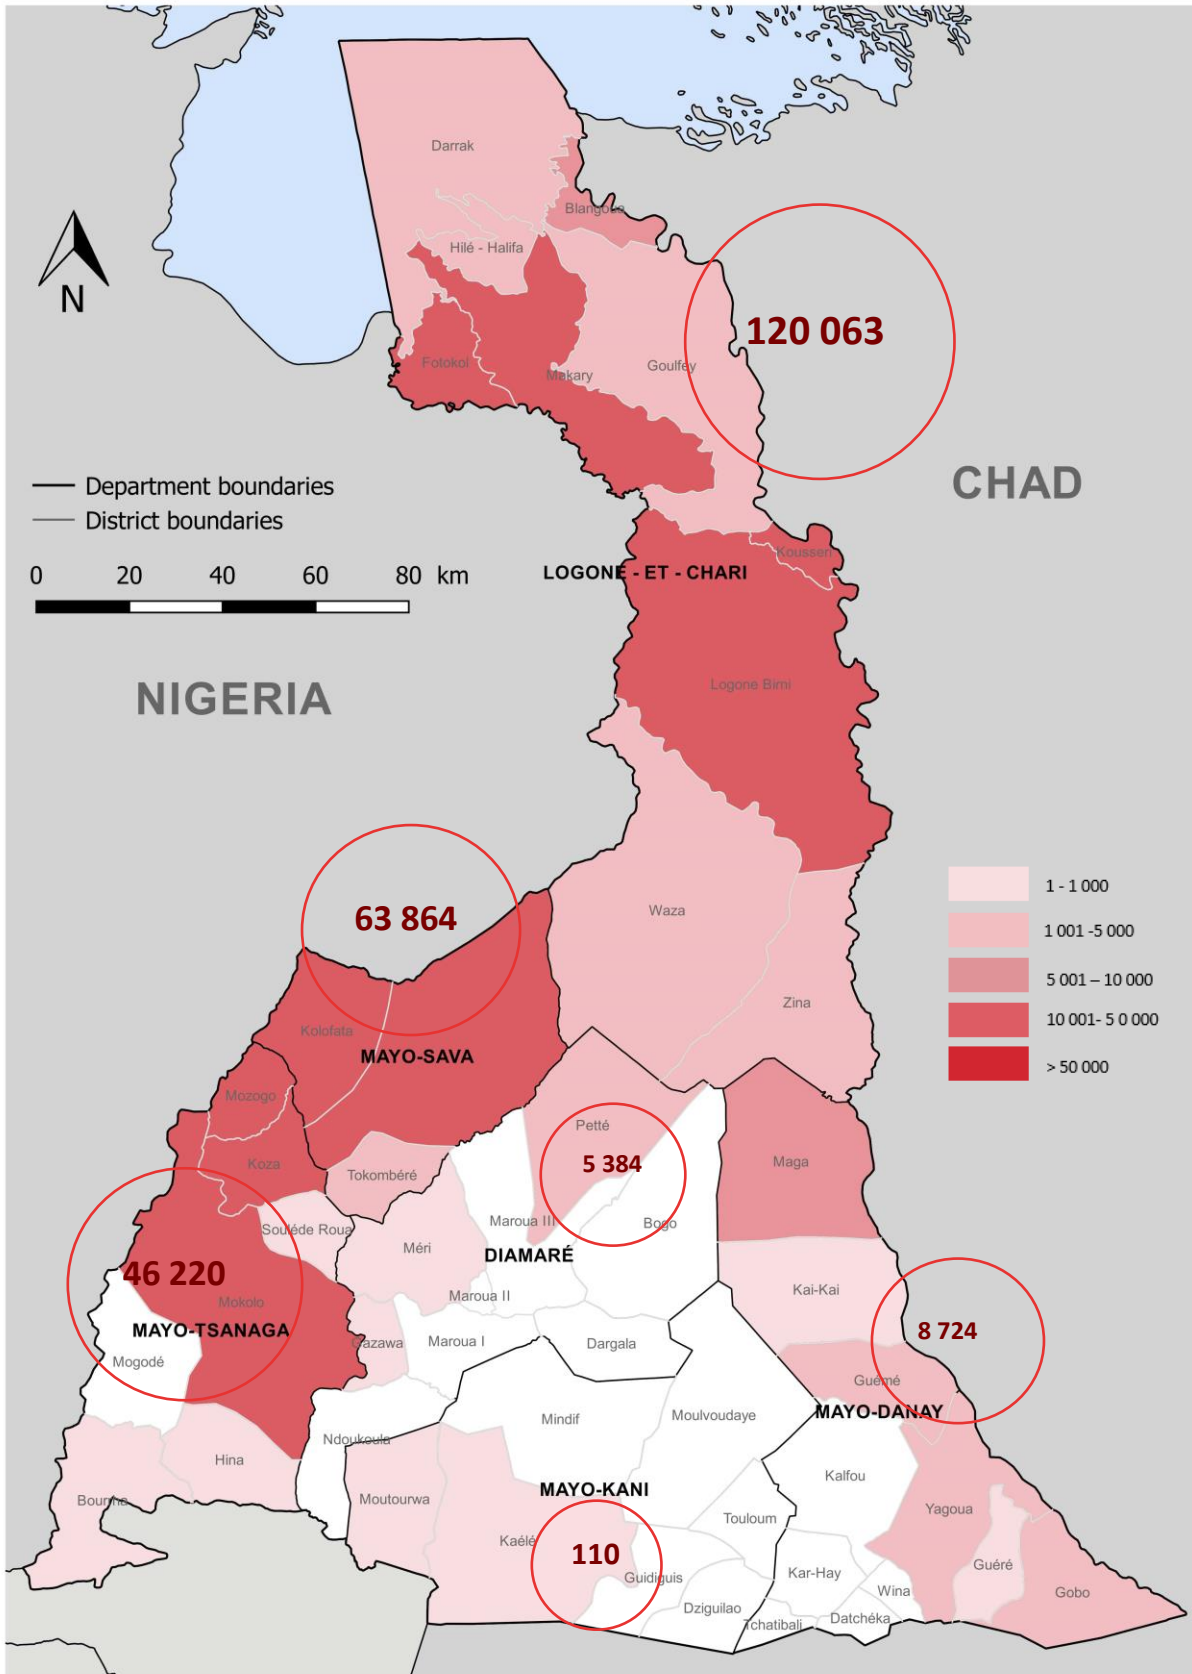 Darrak
Blangoua
Hilé - Halifa
N
120 063
Fotokol
Makary
Goulfey
CHAD
Department boundaries
District boundaries
Kousseri
0 20 40 60 80 km
LOGONE - ET - CHARI
NIGERIA
Logone Birni
1 - 1 000
63 864
Waza
1 001 -5 000
5 001 – 10 000
Zina
10 001- 5 0 000
Kolofata
MAYO-SAVA
> 50 000
Mozogo
Petté
Koza
5 384
Maga
Tokombéré
Souléde Roua
Maroua III
Bogo
Méri
DIAMARÉ
46 220
Kai-Kai
Mokolo
Maroua II
MAYO-TSANAGA
8 724
Gazawa
Maroua I
Dargala
Mogodé
Guémé
MAYO-DANAY
Mindif
Moulvoudaye
Ndoukoula
Hina
Kalfou
MAYO-KANI
Bourrha
Moutourwa
Yagoua
Touloum
Kaélé
110
Guéré
Kar-Hay
Guidiguis
Wina
Gobo
Dziguilao
Datchéka
Tchatibali